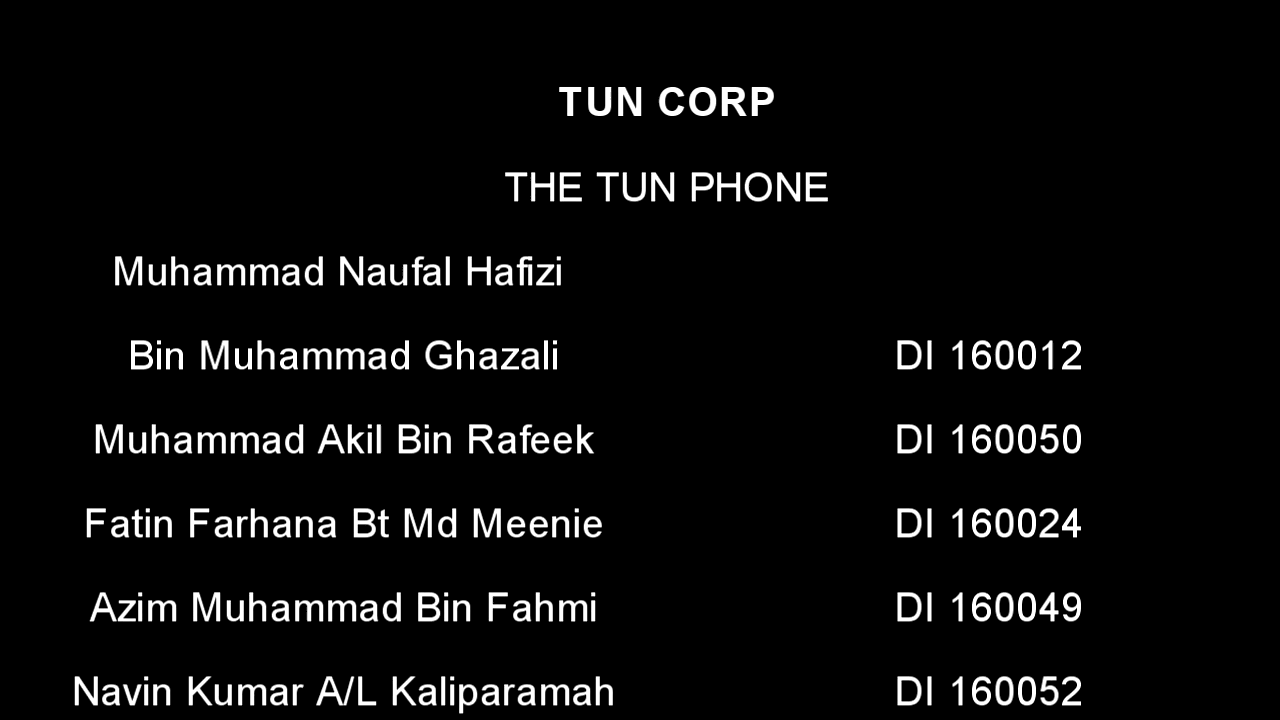 TUN CORP
THE TUN PHONE
Muhammad Naufal Hafizi
Bin Muhammad Ghazali DI 160012
Muhammad Akil Bin Rafeek DI 160050
Fatin Farhana Bt Md Meenie DI 160024
Azim Muhammad Bin Fahmi DI 160049
Navin Kumar A/L Kaliparamah DI 160052